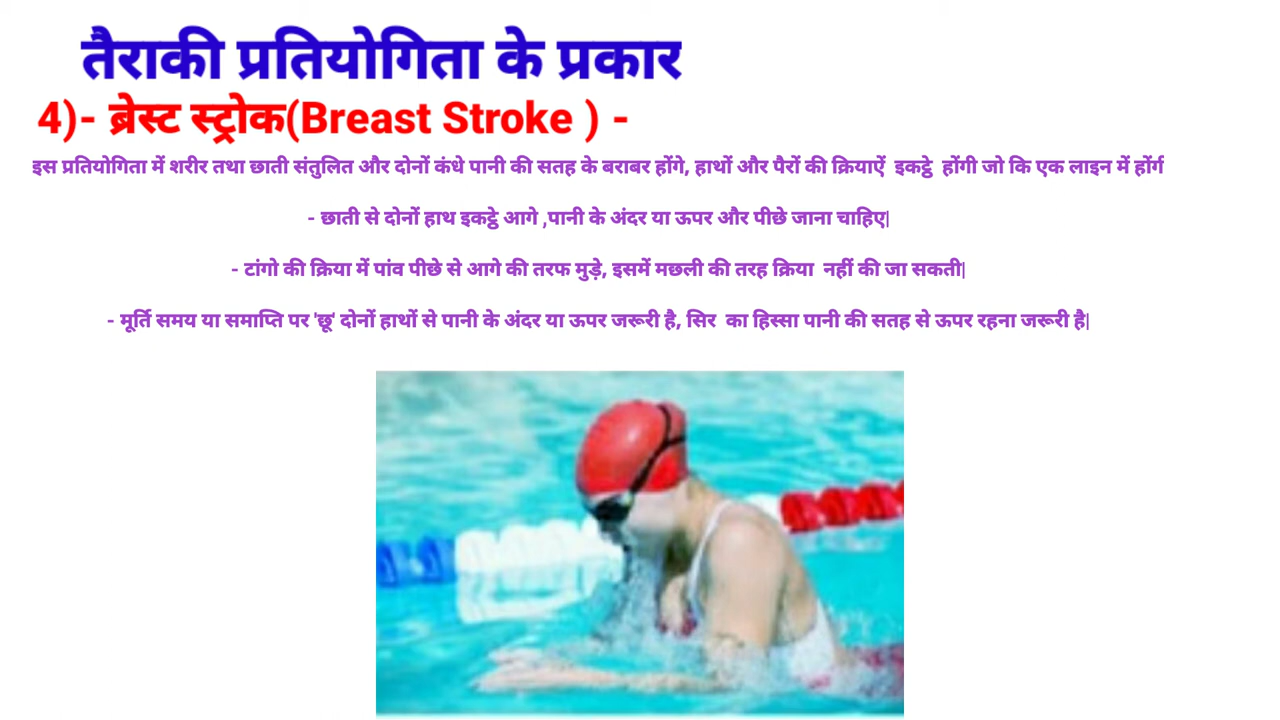 तैराकी प्रतियोगिता के प्रकार
4)- ब्रेस्ट स्ट्रोक(Breast Stroke ) -
इस प्रतियोगिता में शरीर तथा छाती संतुलित और दोनों कंधे पानी की सतह के बराबर होंगे, हाथों और पैरों की क्रियाऐं इकट्ठे होंगी जो कि एक लाइन में होंग
- छाती से दोनों हाथ इकट्ठे आगे ,पानी के अंदर या ऊपर और पीछे जाना चाहिए|
- टांगो की क्रिया में पांव पीछे से आगे की तरफ मुड़े, इसमें मछली की तरह क्रिया नहीं की जा सकती|
- मूर्ति समय या समाप्ति पर 'छू' दोनों हाथों से पानी के अंदर या ऊपर जरूरी है, सिर का हिस्सा पानी की सतह से ऊपर रहना जरूरी है|